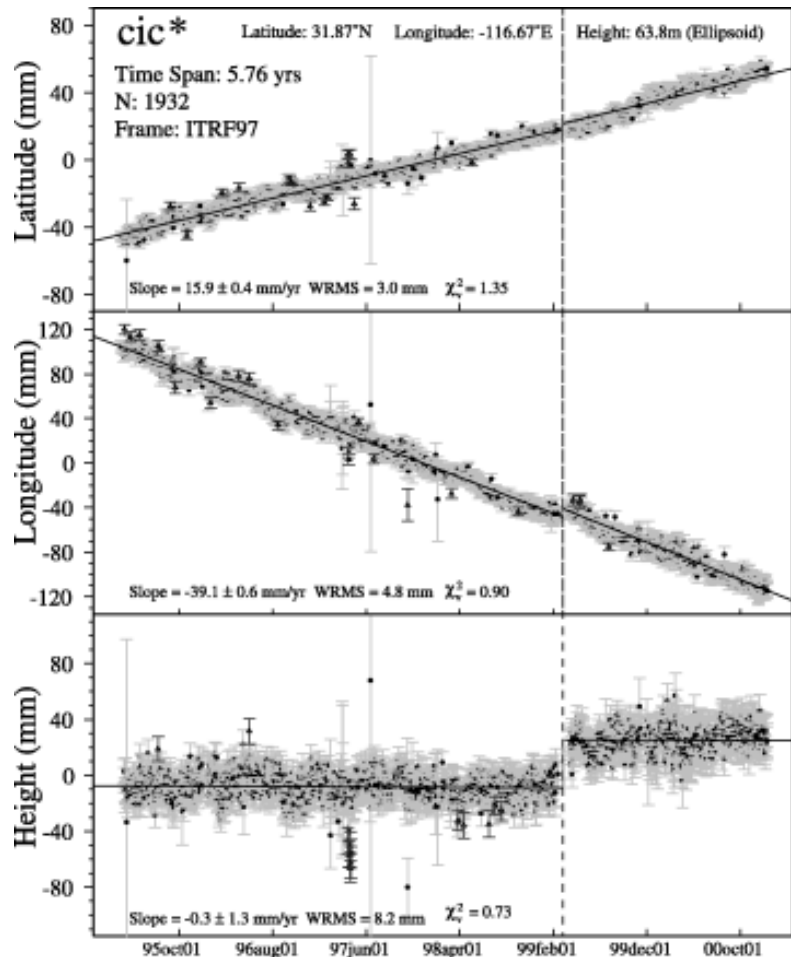 cic*
Latitude: 31.87°N Longitude: -116.67°E Height: 63.8m (Ellipsoid)
Time Span: 5.76 yrs
N: 1932
Frame: ITRF97
Latitude (mm)
80
40
0
-40
-80
Slope = 15.9 ± 0.4 mm/yr WRMS = 3.0 mm χν² = 1.35
Longitude (mm)
120
80
40
0
-40
-80
-120
Slope = -39.1 ± 0.6 mm/yr WRMS = 4.8 mm χν² = 0.90
Height (mm)
80
40
0
-40
-80
Slope = -0.3 ± 1.3 mm/yr WRMS = 8.2 mm χν² = 0.73
95oct01 96aug01 97jun01 98apr01 99feb01 99dec01 00oct01